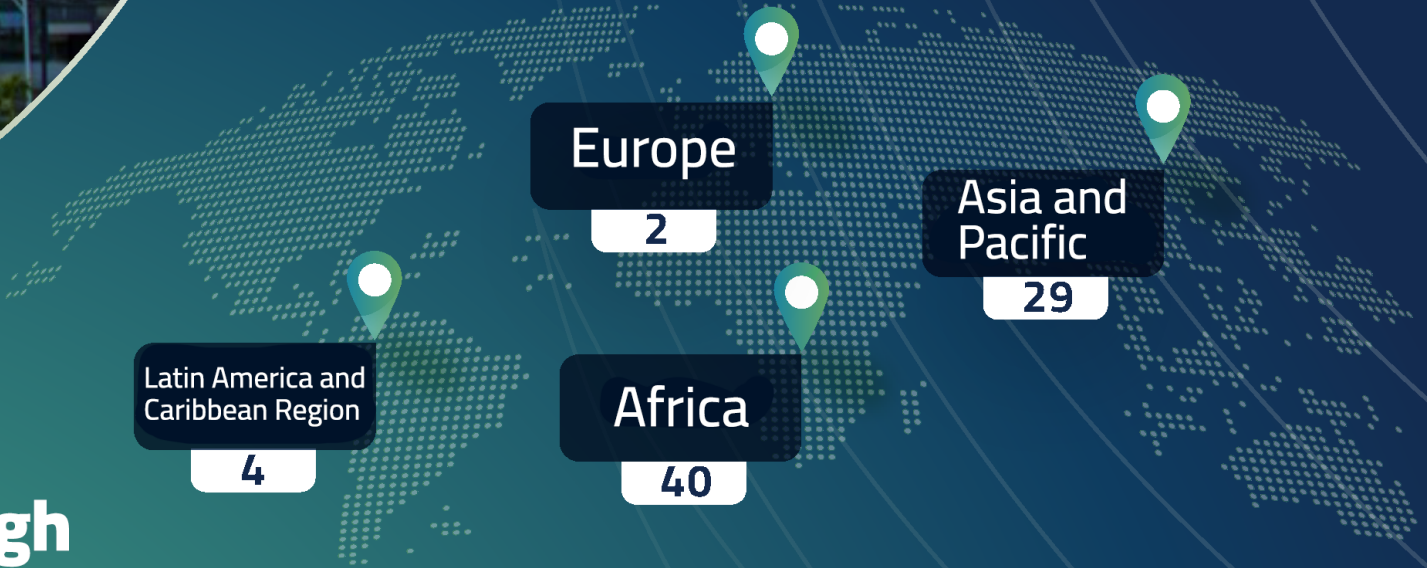 Europe
2
Asia and
Pacific
29
Latin America and
Caribbean Region
4
Africa
40
gh